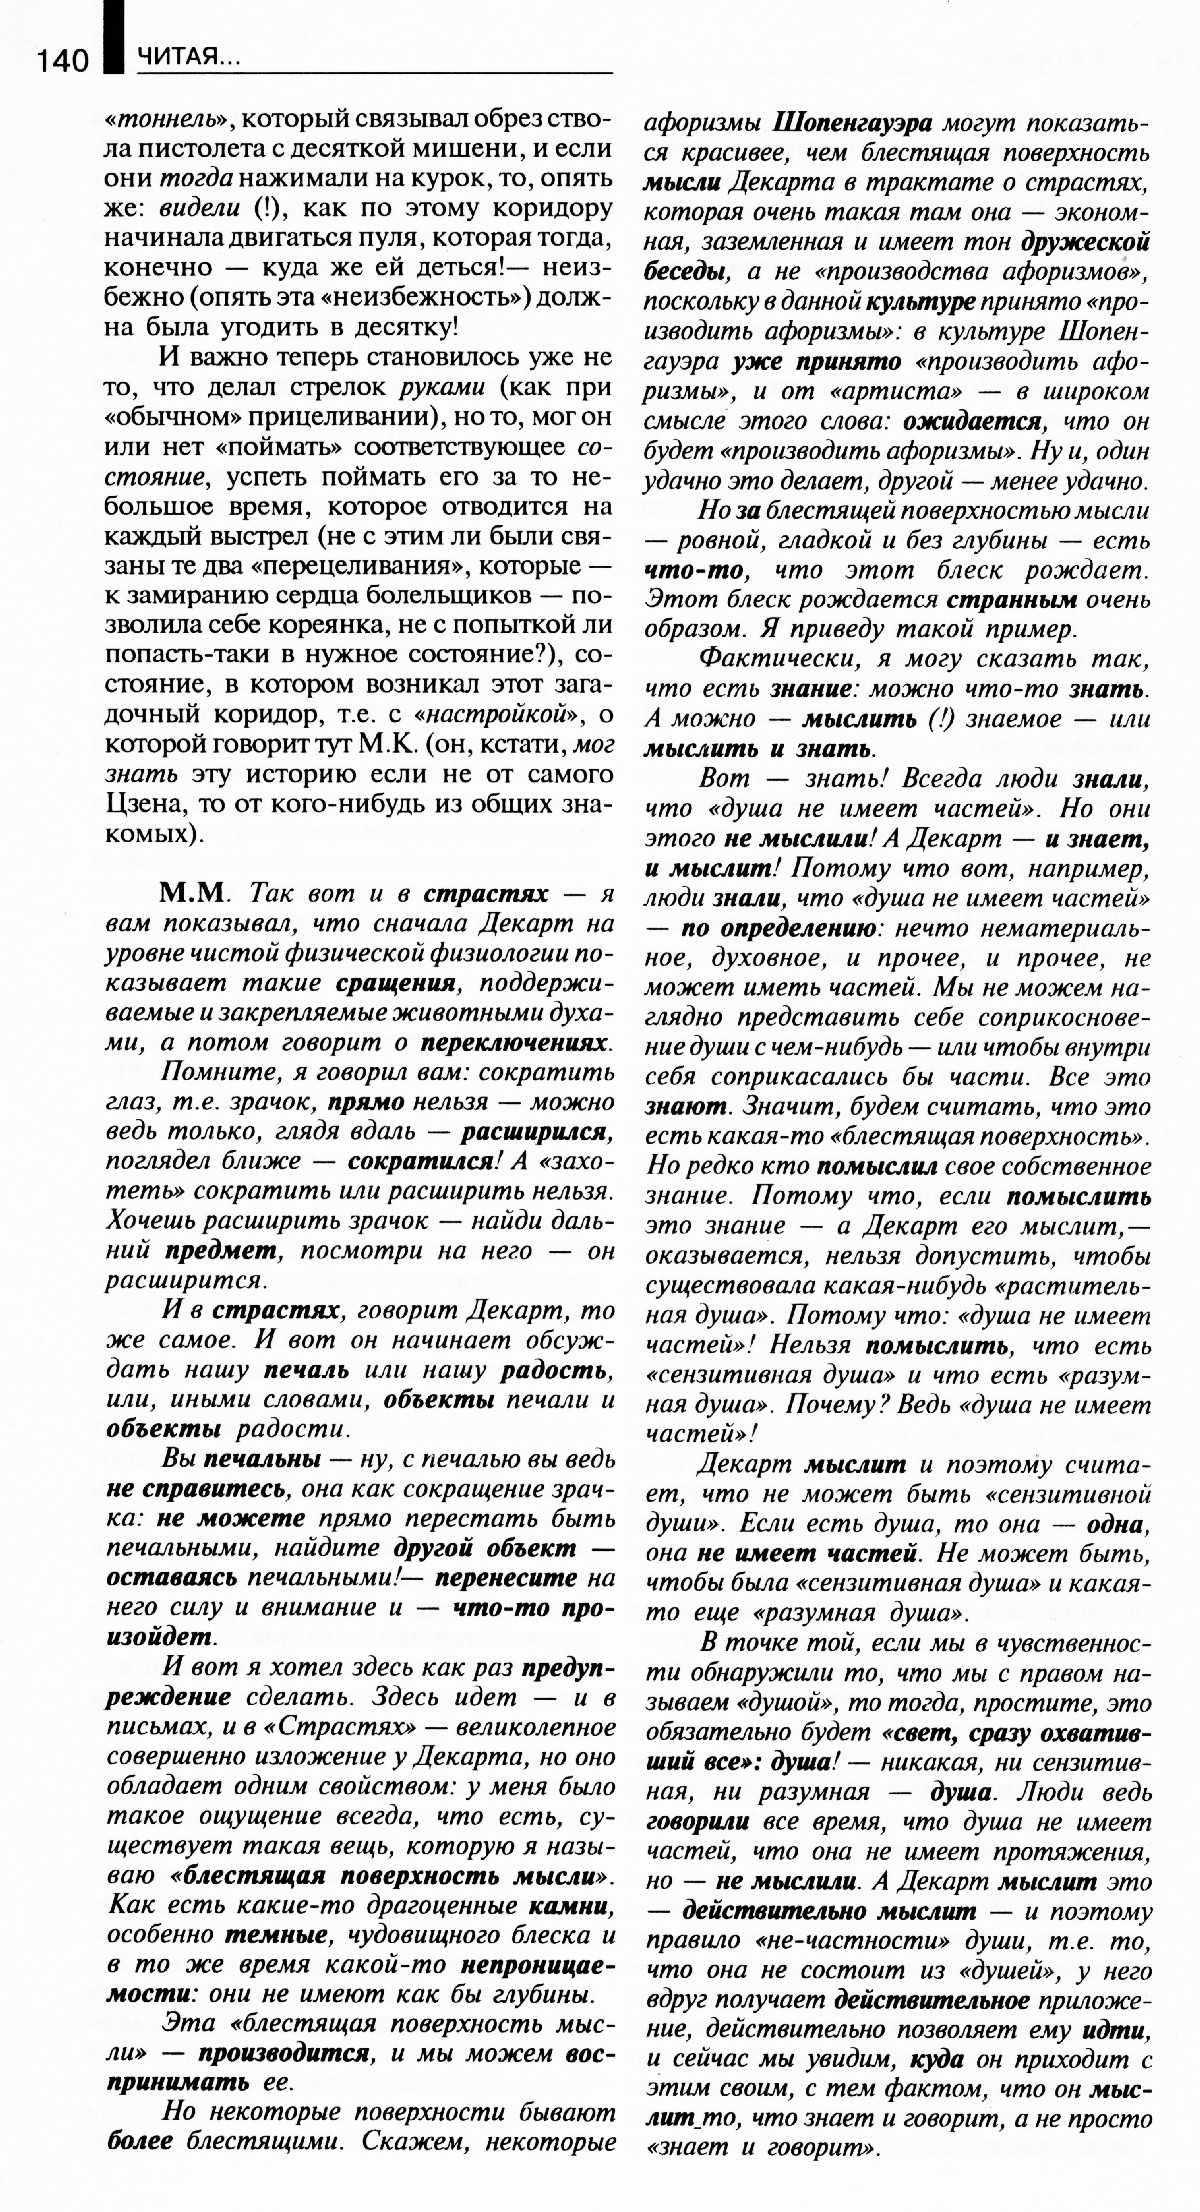 140
ЧИТАЯ...
«тоннель», который связывал обрез ство-
ла пистолета с десяткой мишени, и если
они тогда нажимали на курок, то, опять
же: видели (!), как по этому коридору
начинала двигаться пуля, которая тогда,
конечно — куда же ей деться!— неиз-
бежно (опять эта «неизбежность») долж-
на была угодить в десятку!
И важно теперь становилось уже не
то, что делал стрелок руками (как при
«обычном» прицеливании), но то, мог он
или нет «поймать» соответствующее со-
стояние, успеть поймать его за то не-
большое время, которое отводится на
каждый выстрел (не с этим ли были свя-
заны те два «перецеливания», которые —
к замиранию сердца болельщиков — по-
зволила себе кореянка, не с попыткой ли
попасть-таки в нужное состояние?), со-
стояние, в котором возникал этот зага-
дочный коридор, т.е. с «настройкой», о
которой говорит тут М.К. (он, кстати, мог
знать эту историю если не от самого
Цзена, то от кого-нибудь из общих зна-
комых).
М.М. Так вот и в страстях — я
вам показывал, что сначала Декарт на
уровне чистой физической физиологии по-
казывает такие сращения, поддержи-
ваемые и закрепляемые животными духа-
ми, а потом говорит о переключениях.
Помните, я говорил вам: сократить
глаз, т.е. зрачок, прямо нельзя — можно
ведь только, глядя вдаль — расширился,
поглядел ближе — сократился! А «захо-
теть» сократить или расширить нельзя.
Хочешь расширить зрачок — найди даль-
ний предмет, посмотри на него — он
расширится.
И в страстях, говорит Декарт, то
же самое. И вот он начинает обсуж-
дать нашу печаль или нашу радость,
или, иными словами, объекты печали и
объекты радости.
Вы печальны — ну, с печалью вы ведь
не справитесь, она как сокращение зрач-
ка: не можете прямо перестать быть
печальными, найдите другой объект —
оставаясь печальными!— перенесите на
него силу и внимание и — что-то про-
изойдет.
И вот я хотел здесь как раз предуп-
реждение сделать. Здесь идет — и в
письмах, и в «Страстях» — великолепное
совершенно изложение у Декарта, но оно
обладает одним свойством: у меня было
такое ощущение всегда, что есть, су-
ществует такая вещь, которую я назы-
ваю «блестящая поверхность мысли».
Как есть какие-то драгоценные камни,
особенно темные, чудовищного блеска и
в то же время какой-то непроницае-
мости: они не имеют как бы глубины.
Эта «блестящая поверхность мыс-
ли» — производится, и мы можем вос-
принимать ее.
Но некоторые поверхности бывают
более блестящими. Скажем, некоторые
афоризмы Шопенгауэра могут показать-
ся красивее, чем блестящая поверхность
мысли Декарта в трактате о страстях,
которая очень такая там она — эконом-
ная, заземленная и имеет тон дружеской
беседы, а не «производства афоризмов»,
поскольку в данной культуре принято «про-
изводить афоризмы»: в культуре Шопен-
гауэра уже принято «производить афо-
ризмы», и от «артиста» — в широком
смысле этого слова: ожидается, что он
будет «производить афоризмы». Ну и, один
удачно это делает, другой — менее удачно.
Но за блестящей поверхностью мысли
— ровной, гладкой и без глубины — есть
что-то, что этот блеск рождает.
Этот блеск рождается странным очень
образом. Я приведу такой пример.
Фактически, я могу сказать так,
что есть знание: можно что-то знать.
А можно — мыслить (!) знаемое — или
мыслить и знать.
Вот — знать! Всегда люди знали,
что «душа не имеет частей». Но они
этого не мыслили! А Декарт — и знает,
и мыслит! Потому что вот, например,
люди знали, что «душа не имеет частей»
— по определению: нечто нематериаль-
ное, духовное, и прочее, и прочее, не
может иметь частей. Мы не можем на-
глядно представить себе соприкоснове-
ние души с чем-нибудь — или чтобы внутри
себя соприкасались бы части. Все это
знают. Значит, будем считать, что это
есть какая-то «блестящая поверхность».
Но редко кто помыслил свое собственное
знание. Потому что, если помыслить
это знание — а Декарт его мыслит,—
оказывается, нельзя допустить, чтобы
существовала какая-нибудь «раститель-
ная душа». Потому что: «душа не имеет
частей»! Нельзя помыслить, что есть
«сензитивная душа» и что есть «разум-
ная душа». Почему? Ведь «душа не имеет
частей»!
Декарт мыслит и поэтому счита-
ет, что не может быть «сензитивной
души». Если есть душа, то она — одна,
она не имеет частей. Не может быть,
чтобы была «сензитивная душа» и какая-
то еще «разумная душа».
В точке той, если мы в чувственнос-
ти обнаружили то, что мы с правом на-
зываем «душой», то тогда, простите, это
обязательно будет «свет, сразу охватив-
ший все»: душа! — никакая, ни сензитив-
ная, ни разумная — душа. Люди ведь
говорили все время, что душа не имеет
частей, что она не имеет протяжения,
но — не мыслили. А Декарт мыслит это
— действительно мыслит — и поэтому
правило «не-частности» души, т.е. то,
что она не состоит из «душей», у него
вдруг получает действительное приложе-
ние, действительно позволяет ему идти,
и сейчас мы увидим, куда он приходит с
этим своим, с тем фактом, что он мыс-
лит_то, что знает и говорит, а не просто
«знает и говорит».